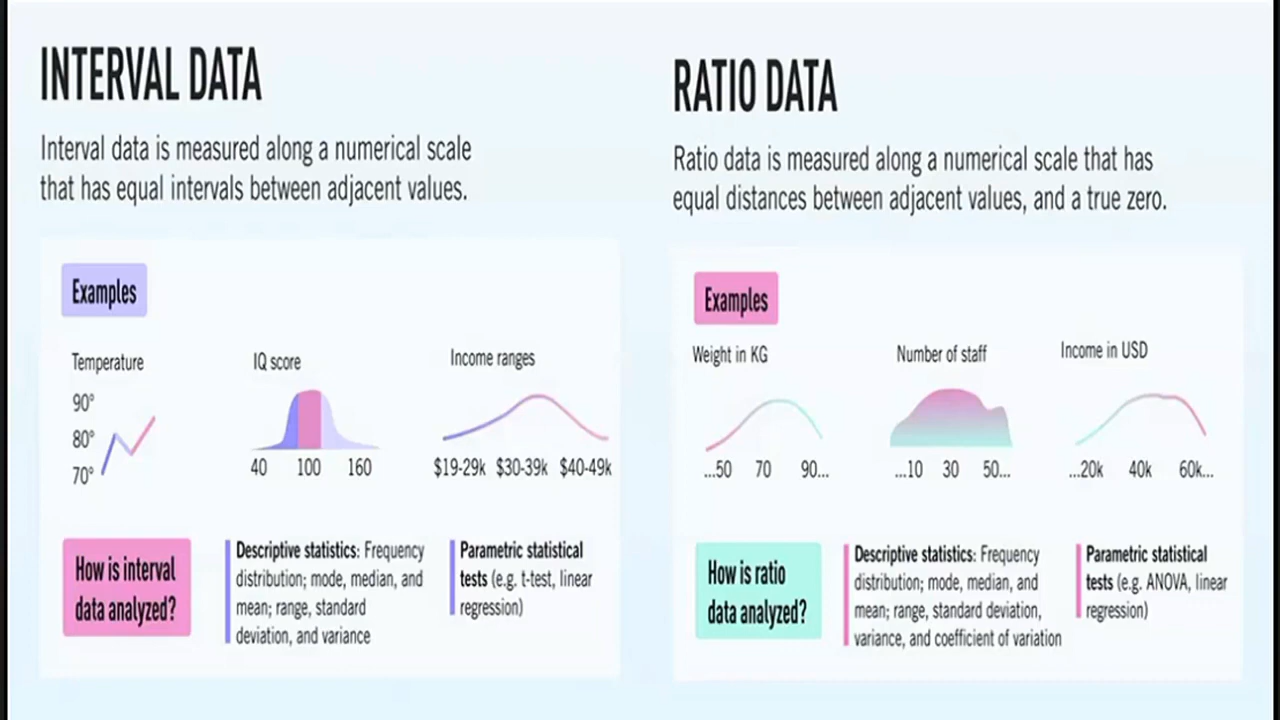 INTERVAL DATA
Interval data is measured along a numerical scale
that has equal intervals between adjacent values.
Examples
Temperature
90°
80°
70°
IQ score
40 100 160
Income ranges
$19-29k $30-39k $40-49k
How is interval
data analyzed?
Descriptive statistics: Frequency
distribution; mode, median, and
mean; range, standard
deviation, and variance
Parametric statistical
tests (e.g. t-test, linear
regression)
RATIO DATA
Ratio data is measured along a numerical scale that has
equal distances between adjacent values, and a true zero.
Examples
Weight in KG
...50 70 90...
Number of staff
...10 30 50...
Income in USD
...20k 40k 60k...
How is ratio
data analyzed?
Descriptive statistics: Frequency
distribution; mode, median, and
mean; range, standard deviation,
variance, and coefficient of variation
Parametric statistical
tests (e.g. ANOVA, linear
regression)